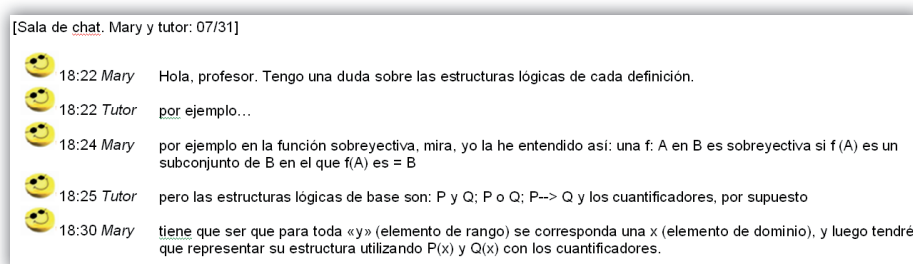 [Sala de chat. Mary y tutor: 07/31]
18:22 Mary Hola, profesor. Tengo una duda sobre las estructuras lógicas de cada definición.
18:22 Tutor por ejemplo...
18:24 Mary por ejemplo en la función sobreyectiva, mira, yo la he entendido así: una f: A en B es sobreyectiva si f (A) es un
subconjunto de B en el que f(A) es = B
18:25 Tutor pero las estructuras lógicas de base son: P y Q; P o Q; P--> Q y los cuantificadores, por supuesto
18:30 Mary tiene que ser que para toda «y» (elemento de rango) se corresponda una x (elemento de dominio), y luego tendré
que representar su estructura utilizando P(x) y Q(x) con los cuantificadores.